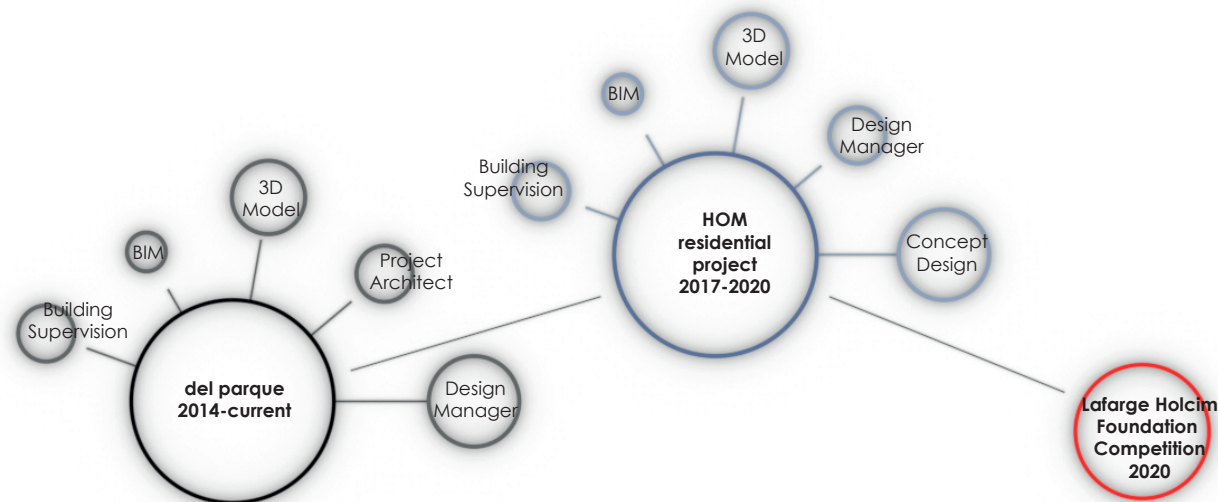 3D
Model
BIM
Design
Manager
Building
Supervision
HOM
residential
project
2017-2020
Concept
Design
3D
Model
BIM
Project
Architect
Building
Supervision
del parque
2014-current
Design
Manager
Lafarge Holcim
Foundation
Competition
2020